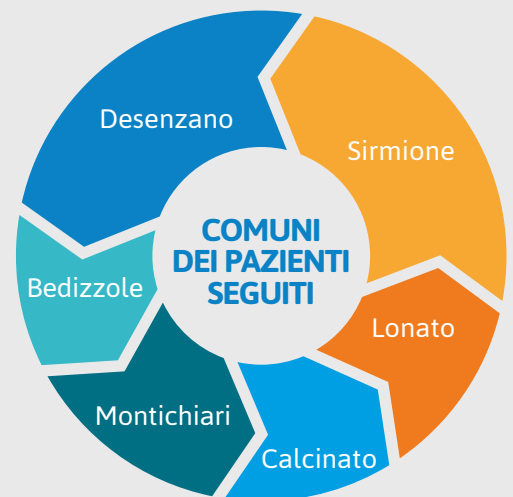 Desenzano
Sirmione
COMUNI
DEI PAZIENTI
SEGUITI
Bedizzole
Lonato
Montichiari
Calcinato